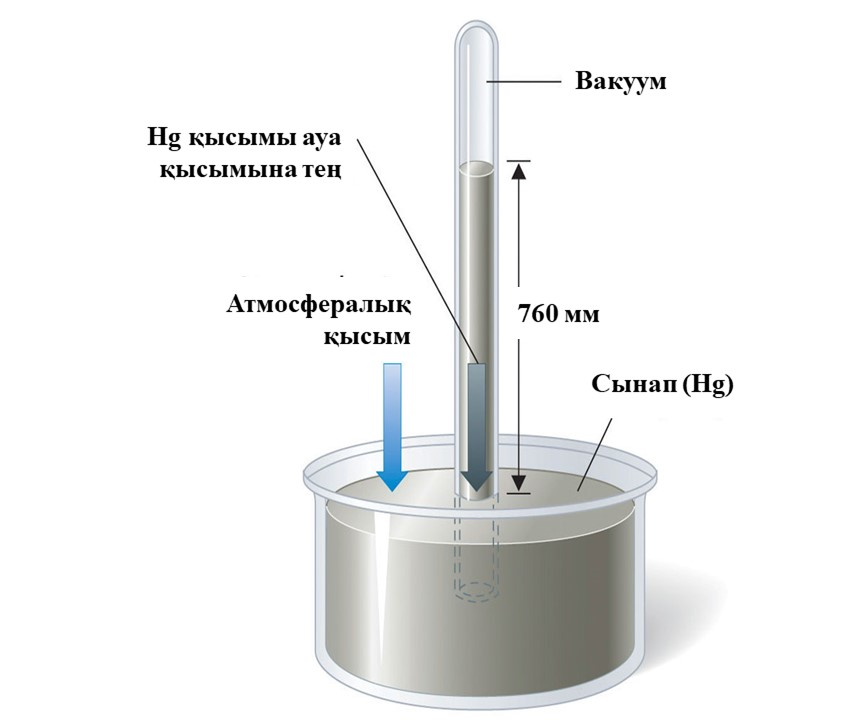 Вакуум
Hg қысымы ауа
қысымына тең
Атмосфералық
қысым
760 мм
Сынап (Hg)